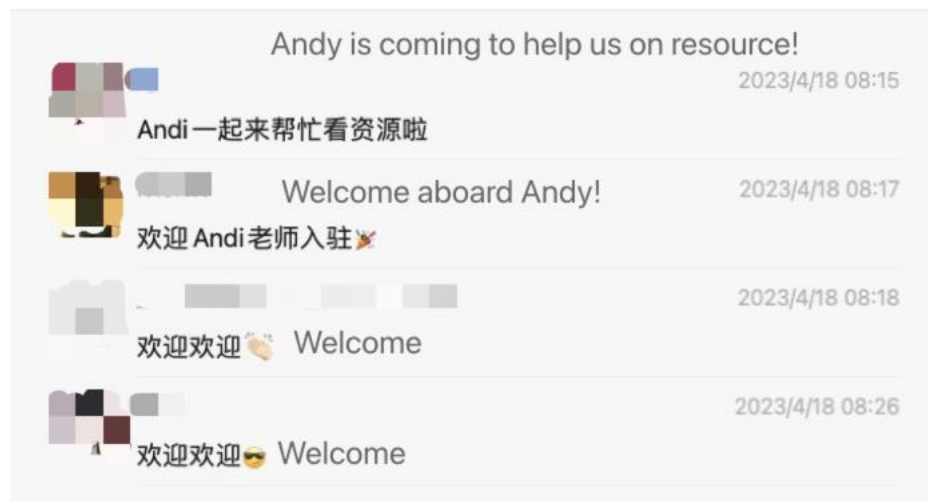 Andy is coming to help us on resource!
2023/4/18 08:15
Andi一起来帮忙看资源啦
Welcome aboard Andy!
2023/4/18 08:17
欢迎Andi老师入驻🎉
2023/4/18 08:18
欢迎欢迎👏🏻 Welcome
2023/4/18 08:26
欢迎欢迎😎 Welcome